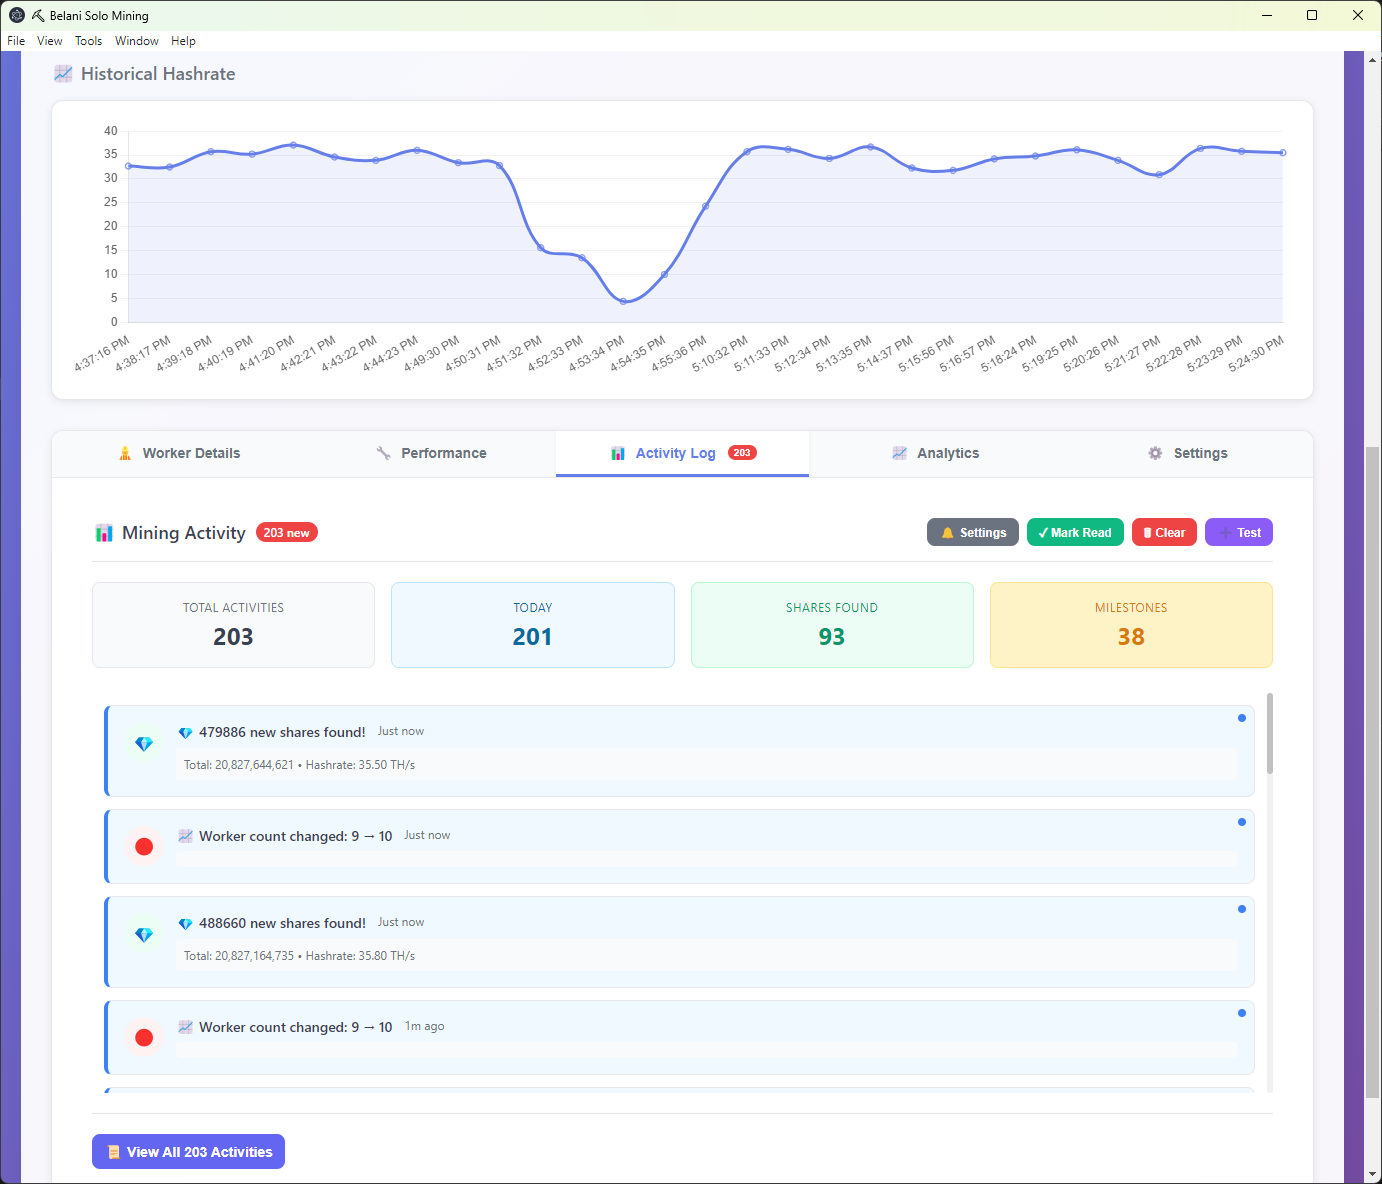 Belani Solo Mining
File View Tools Window Help
Historical Hashrate
40
35
30
25
20
15
10
5
0
4:37:16 PM 4:38:17 PM 4:39:18 PM 4:40:19 PM 4:41:20 PM 4:42:21 PM 4:43:22 PM 4:44:23 PM 4:49:30 PM 4:50:31 PM 4:51:32 PM 4:52:33 PM 4:53:34 PM 4:54:35 PM 4:55:36 PM 5:10:32 PM 5:11:33 PM 5:12:34 PM 5:13:35 PM 5:14:37 PM 5:15:56 PM 5:16:57 PM 5:18:24 PM 5:19:25 PM 5:20:26 PM 5:21:27 PM 5:22:28 PM 5:23:29 PM 5:24:30 PM
Worker Details Performance Activity Log 203 Analytics Settings
Mining Activity 203 new Settings Mark Read Clear Test
TOTAL ACTIVITIES TODAY SHARES FOUND MILESTONES
203 201 93 38
479886 new shares found! Just now
Total: 20,827,644,621 • Hashrate: 35.50 TH/s
Worker count changed: 9 → 10 Just now
488660 new shares found! Just now
Total: 20,827,164,735 • Hashrate: 35.80 TH/s
Worker count changed: 9 → 10 1m ago
View All 203 Activities